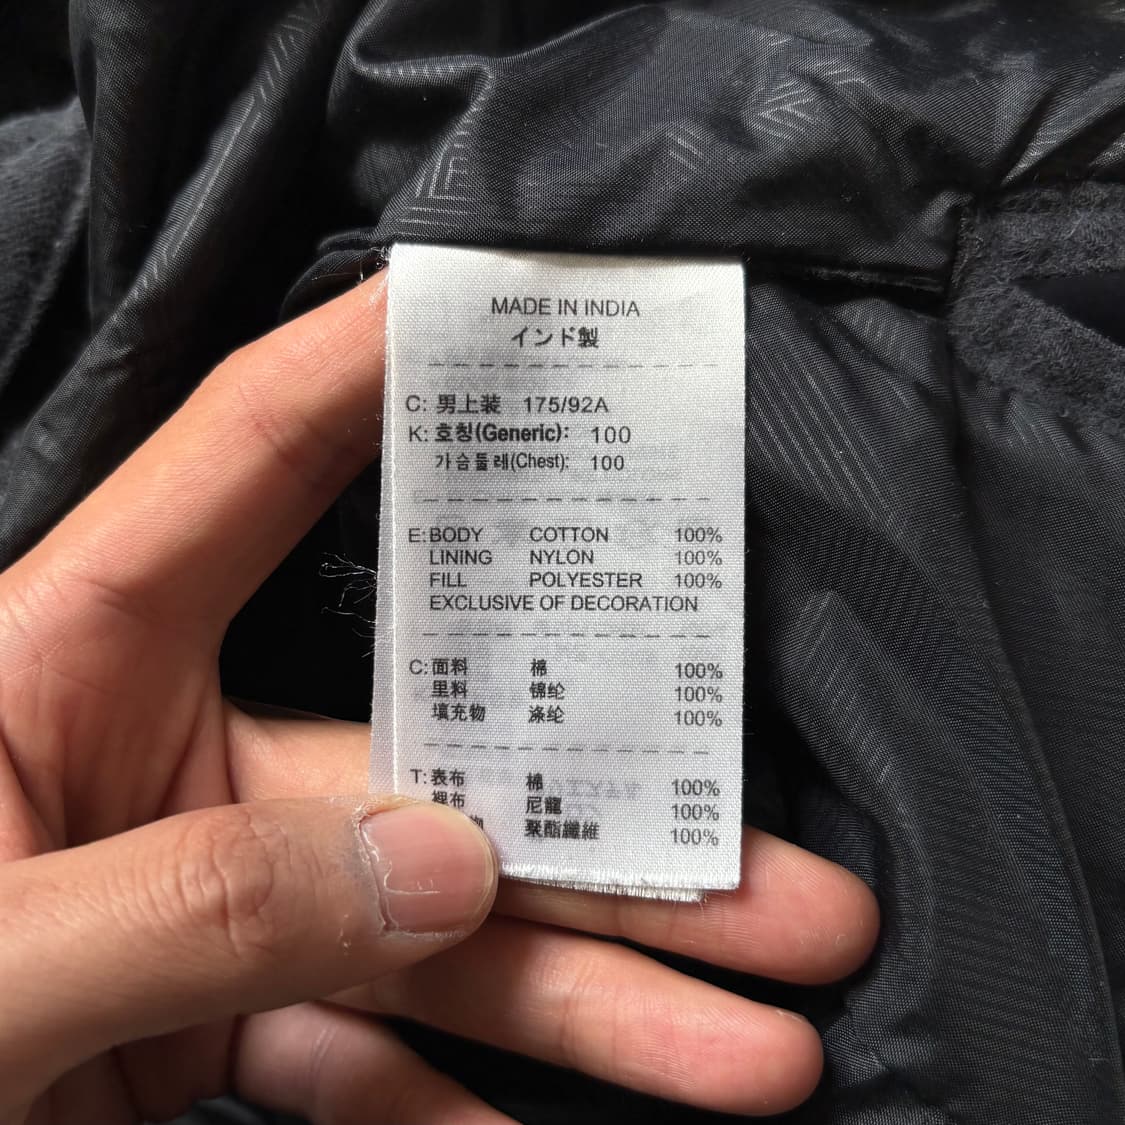 MADE IN INDIA
インド製
C: 男上装 175/92A
K: 호칭(Generic): 100
가슴둘레(Chest): 100
E: BODY COTTON 100%
LINING NYLON 100%
FILL POLYESTER 100%
EXCLUSIVE OF DECORATION
C: 面料 棉 100%
里料 锦纶 100%
填充物 涤纶 100%
T: 表布 棉 100%
裡布 尼龍 100%
物 聚酯纖維 100%